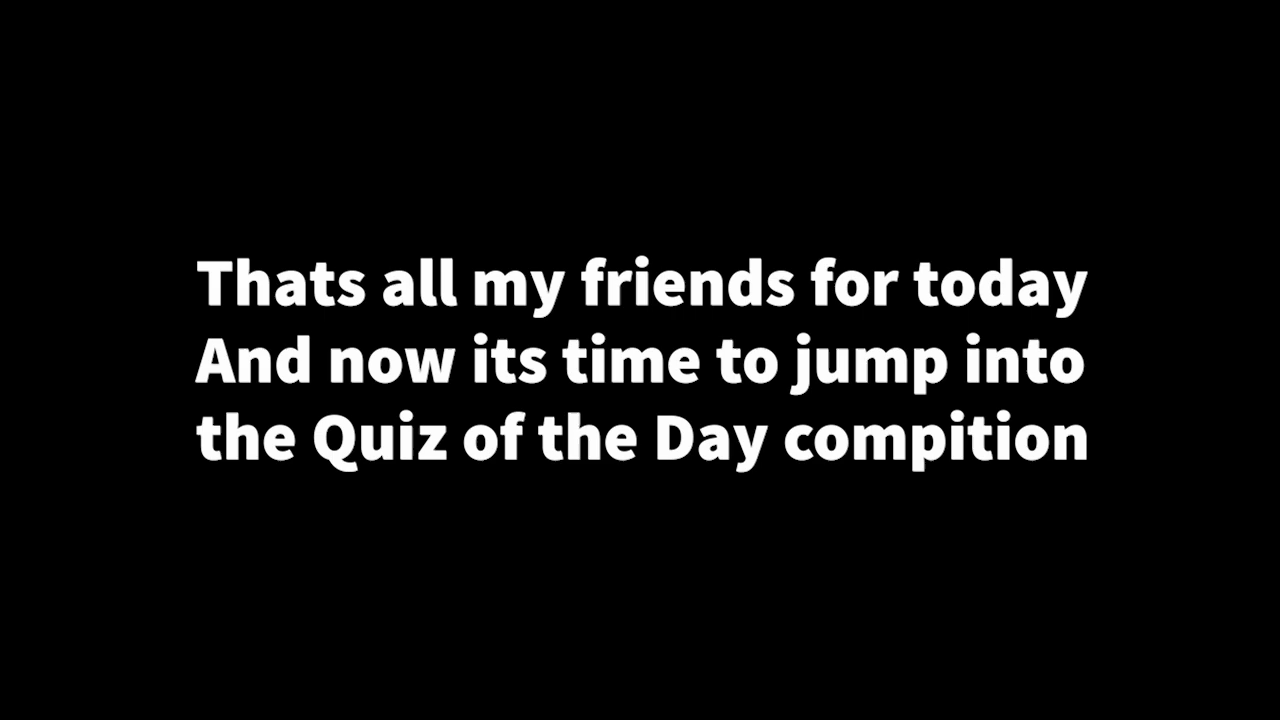 Thats all my friends for today
And now its time to jump into
the Quiz of the Day compition